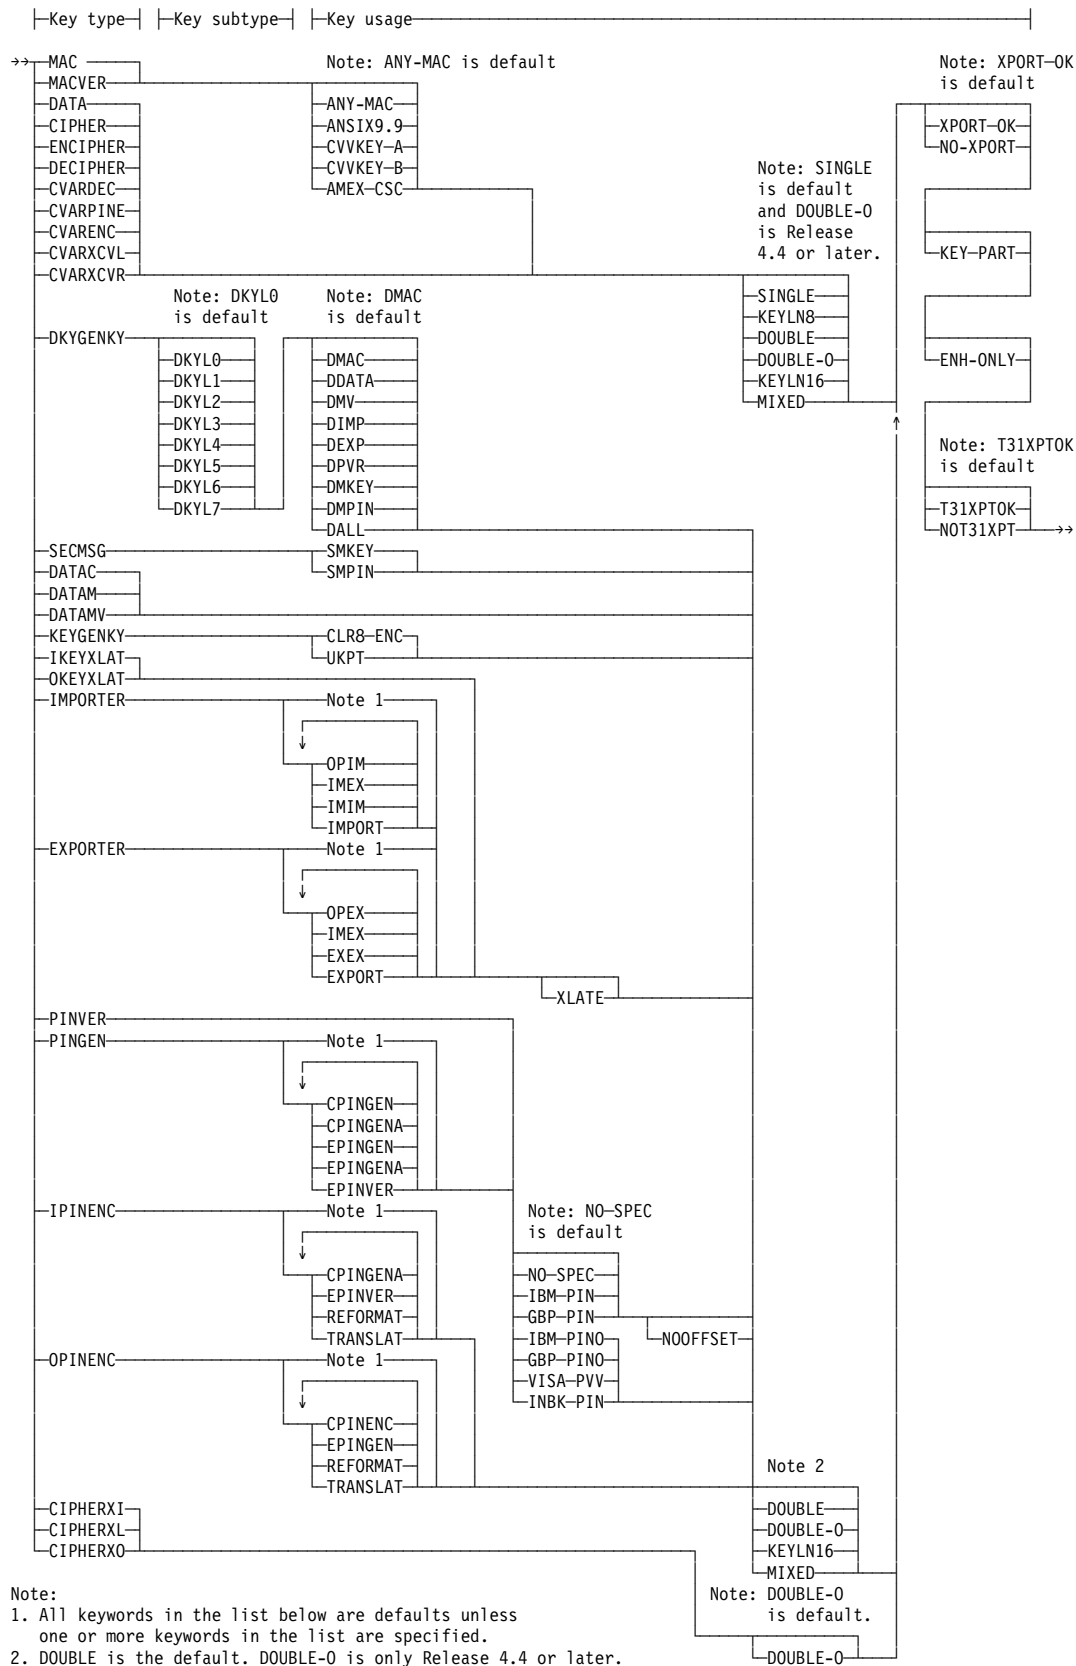 Key type Key subtype Key usage
MAC Note: ANY-MAC is default Note: XPORT-OK
MACVER is default
DATA ANY-MAC
CIPHER ANSIX9.9 XPORT-OK
ENCIPHER CVVKEY-A NO-XPORT
DECIPHER CVVKEY-B Note: SINGLE
CVARDEC AMEX-CSC is default
CVARPINE and DOUBLE-O
CVARENC is Release
CVARXCVL 4.4 or later. KEY-PART
CVARXCVR
Note: DKYL0 Note: DMAC SINGLE
is default is default KEYLN8
DKYGENKY DOUBLE
DKYL0 DMAC DOUBLE-O ENH-ONLY
DKYL1 DDATA KEYLN16
DKYL2 DMV MIXED
DKYL3 DIMP
DKYL4 DEXP Note: T31XPTOK
DKYL5 DPVR is default
DKYL6 DMKEY
DKYL7 DMPIN T31XPTOK
DALL NOT31XPT
SECMSG SMKEY
DATAC SMPIN
DATAM
DATAMV
KEYGENKY CLR8-ENC
IKEYXLAT UKPT
OKEYXLAT
IMPORTER Note 1
OPIM
IMEX
IMIM
IMPORT
EXPORTER Note 1
OPEX
IMEX
EXEX
EXPORT
XLATE
PINVER
PINGEN Note 1
CPINGEN
CPINGENA
EPINGEN
EPINGENA
EPINVER
IPINENC Note 1 Note: NO-SPEC
is default
CPINGENA NO-SPEC
EPINVER IBM-PIN
REFORMAT GBP-PIN
TRANSLAT IBM-PINO NOOFFSET
OPINENC Note 1 GBP-PINO
VISA-PVV
INBK-PIN
CPINENC
EPINGEN
REFORMAT Note 2
TRANSLAT
CIPHERXI DOUBLE
CIPHERXL DOUBLE-O
CIPHERXO KEYLN16
MIXED
Note: Note: DOUBLE-O
1. All keywords in the list below are defaults unless is default.
one or more keywords in the list are specified.
2. DOUBLE is the default. DOUBLE-O is only Release 4.4 or later. DOUBLE-O